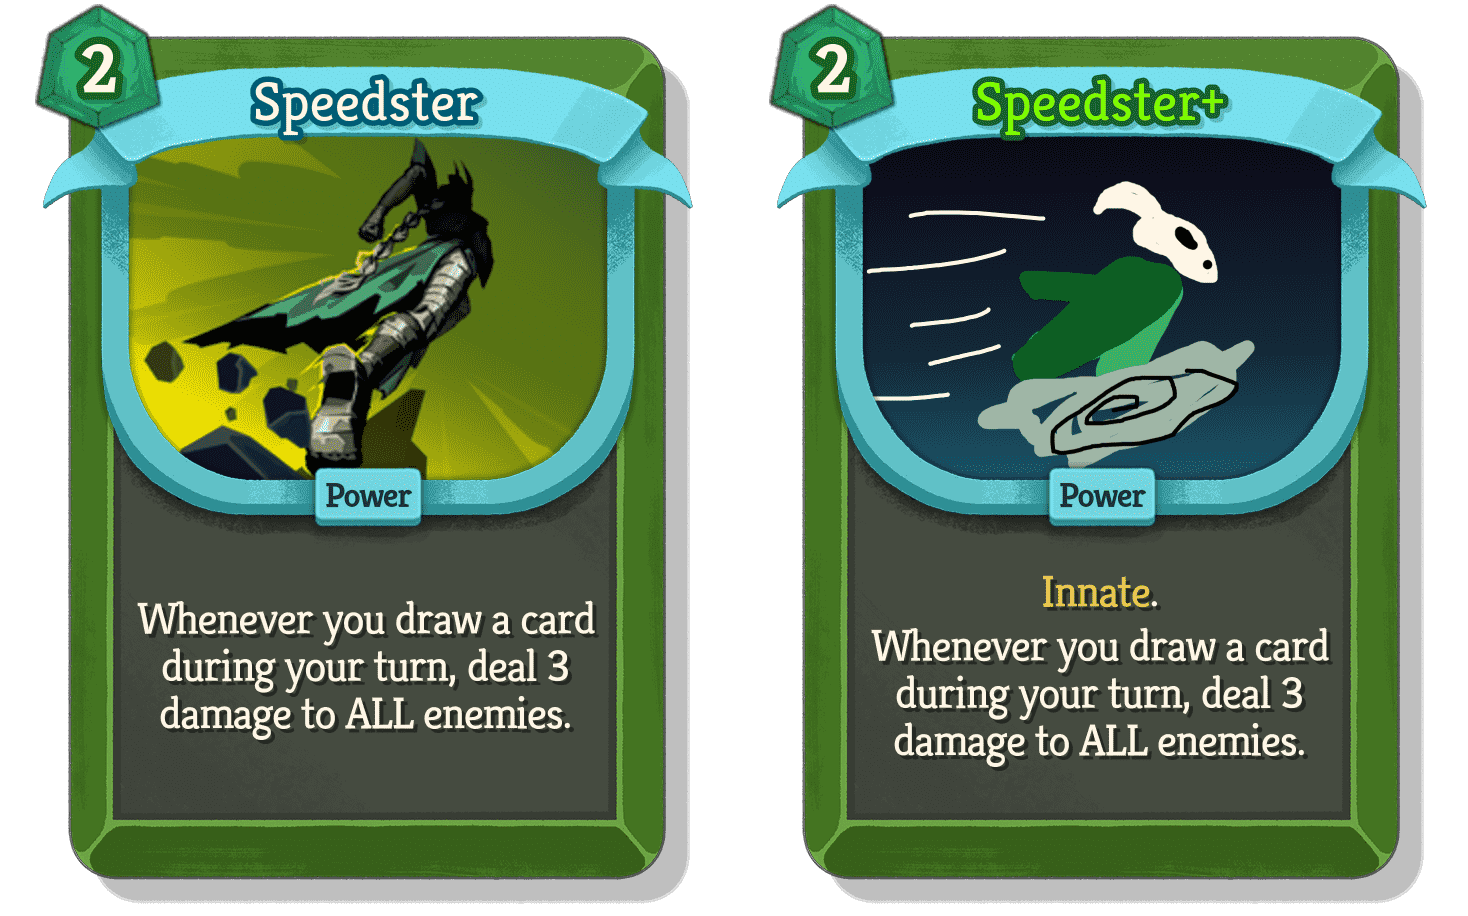 2
Speedster
Power
Whenever you draw a card
during your turn, deal 3
damage to ALL enemies.
2
Speedster+
Power
Innate.
Whenever you draw a card
during your turn, deal 3
damage to ALL enemies.